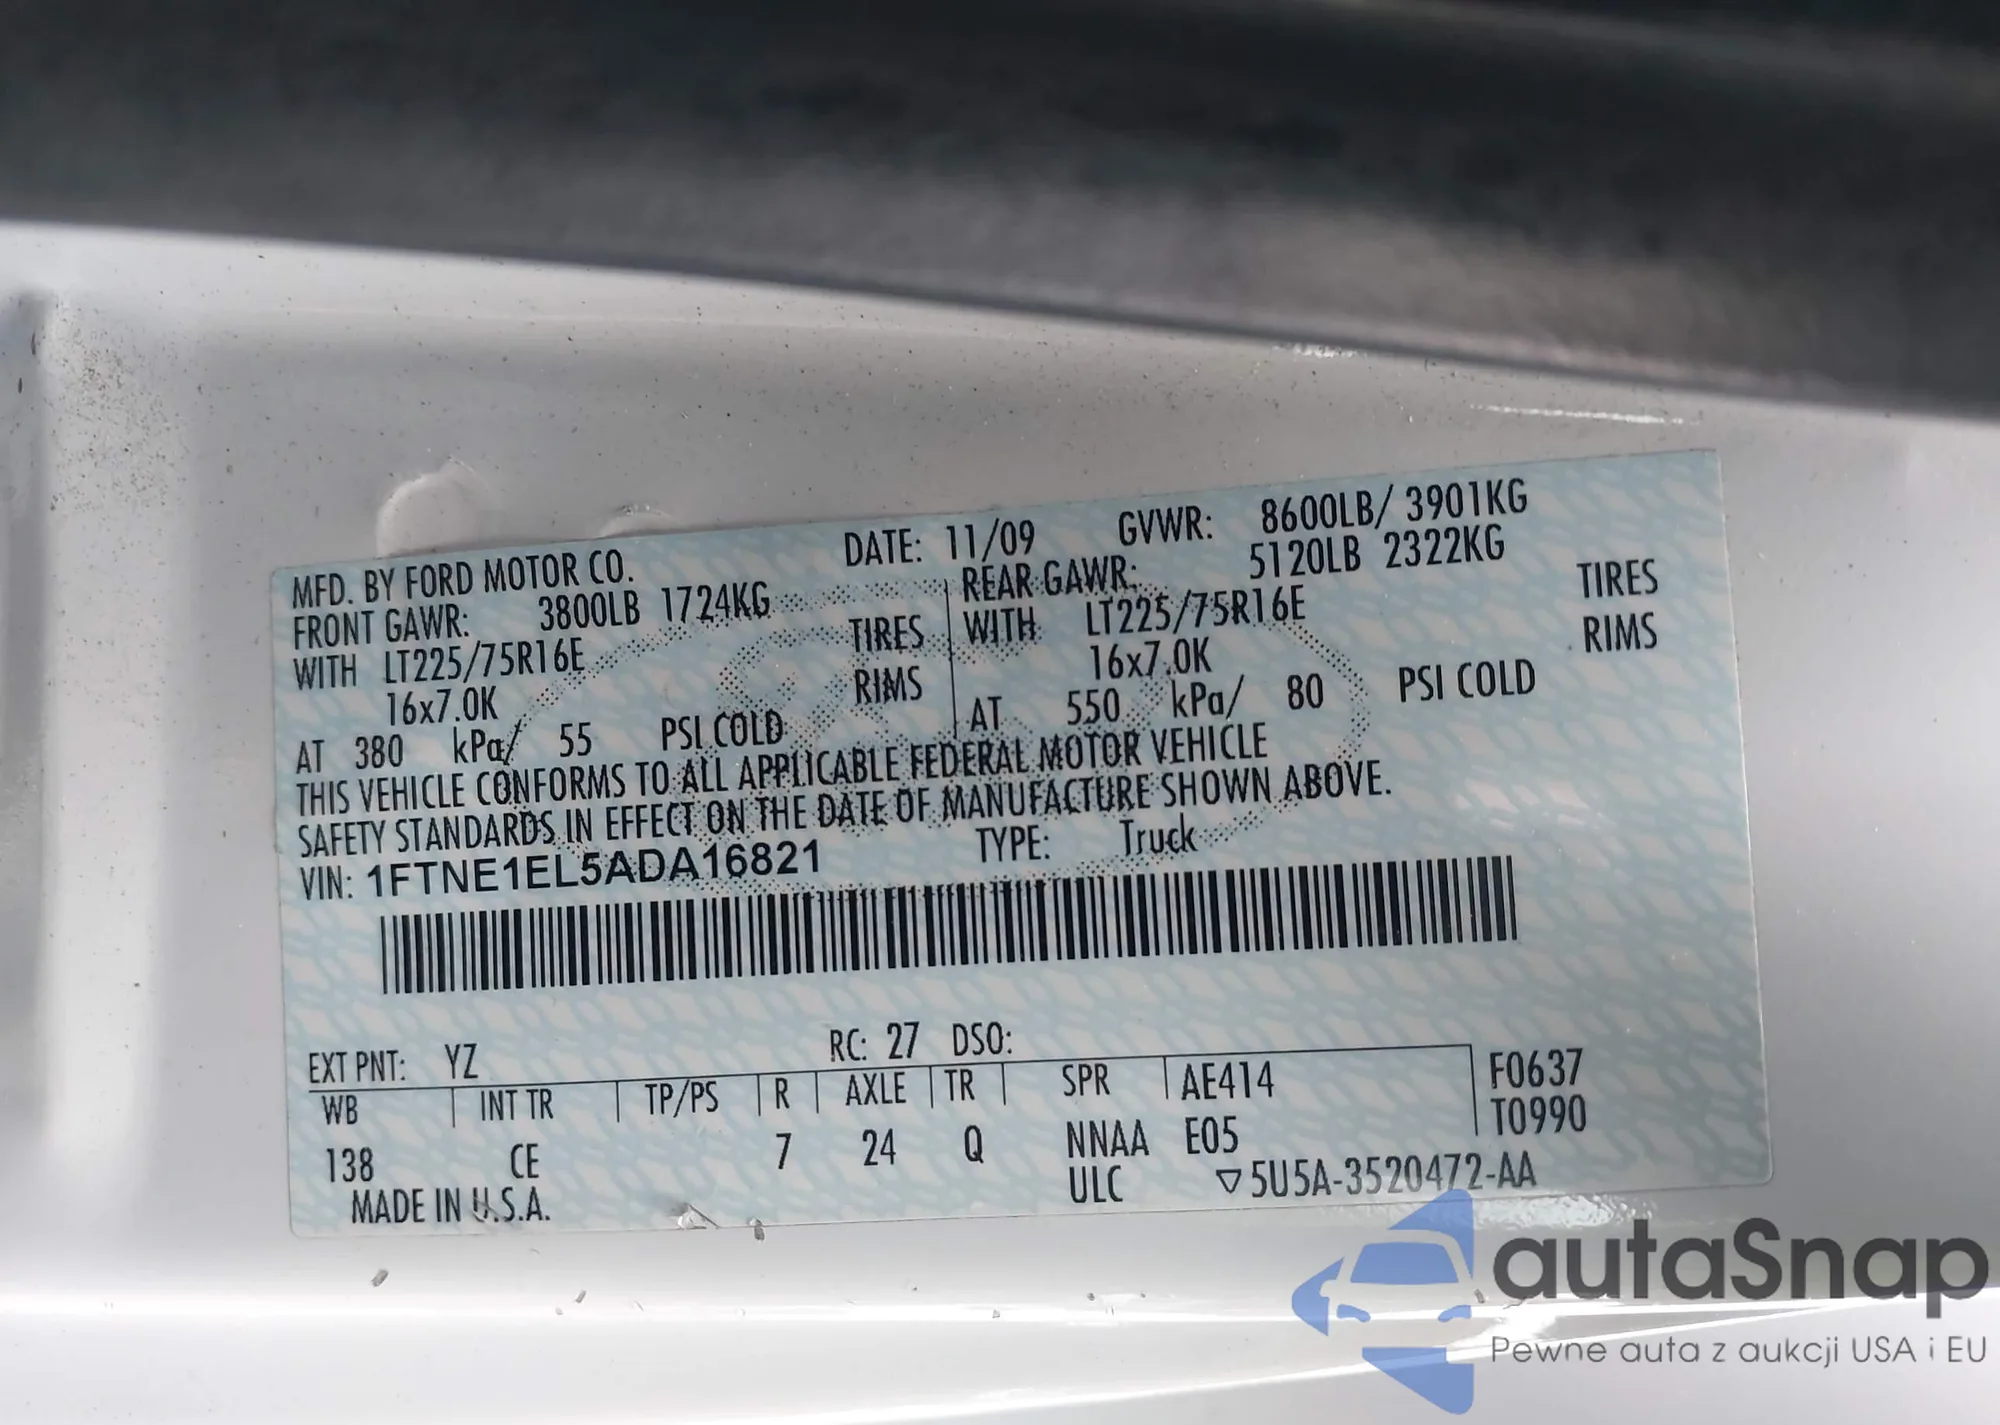 MFD. BY FORD MOTOR CO. DATE: 11/09 GVWR: 8600LB/ 3901KG
FRONT GAWR: 3800LB 1724KG REAR GAWR: 5120LB 2322KG
WITH LT225/75R16E TIRES WITH LT225/75R16E TIRES
16x7.0K RIMS 16x7.0K RIMS
AT 380 kPa/ 55 PSI COLD AT 550 kPa/ 80 PSI COLD
THIS VEHICLE CONFORMS TO ALL APPLICABLE FEDERAL MOTOR VEHICLE
SAFETY STANDARDS IN EFFECT ON THE DATE OF MANUFACTURE SHOWN ABOVE.
VIN: 1FTNE1EL5ADA16821 TYPE: Truck
EXT PNT: YZ RC: 27 DSO:
WB INT TR TP/PS R AXLE TR SPR AE414 F0637
T0990
138 CE 7 24 Q NNAA E05
MADE IN U.S.A. ULC ▽5U5A-3520472-AA
autaSnap
Pewne auta z aukcji USA i EU